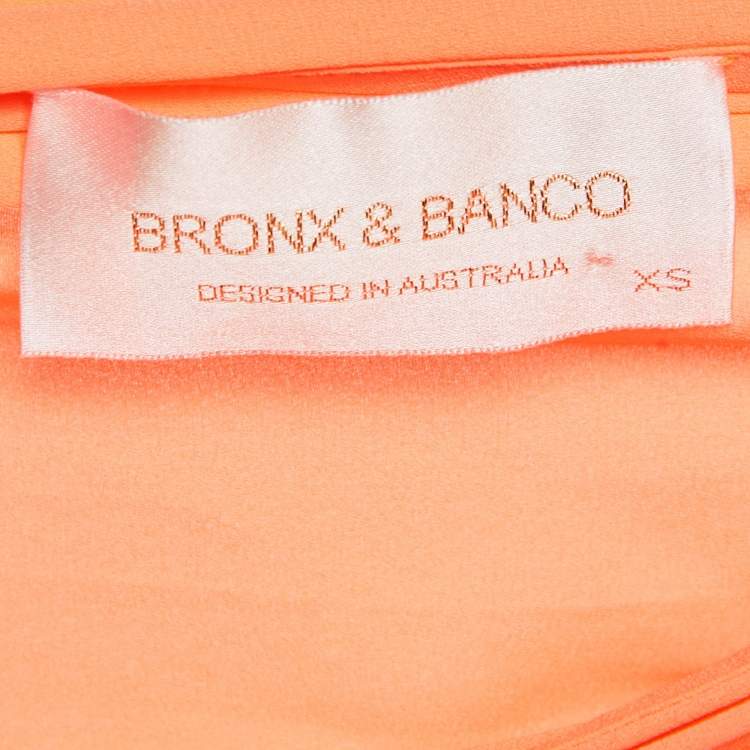 BRONX & BANCO
DESIGNED IN AUSTRALIA XS